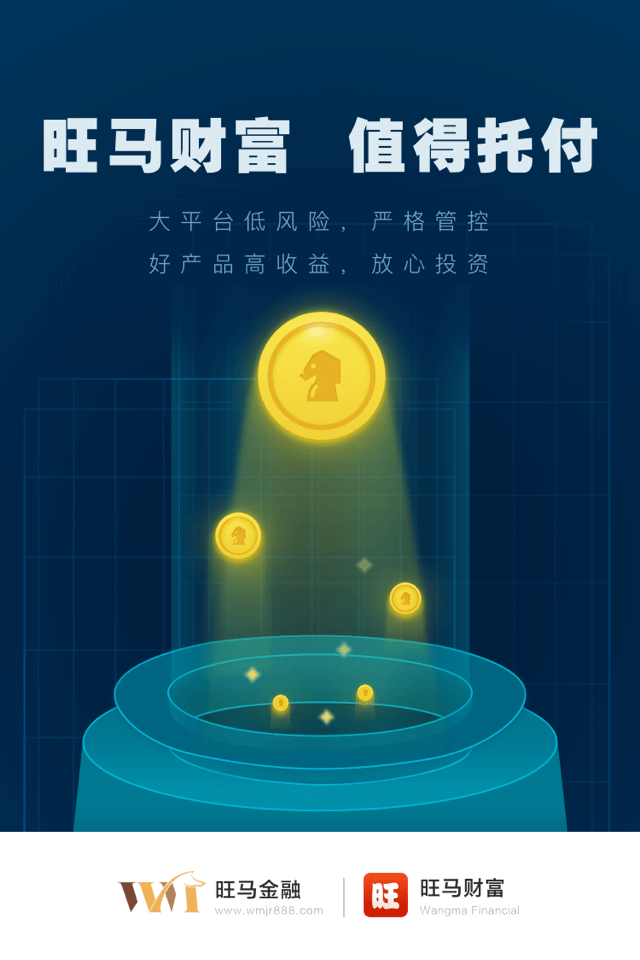 旺马财富 值得托付
大平台低风险，严格管控
好产品高收益，放心投资
WT 旺马金融
www.wmjr888.com
旺 旺马财富
Wangma Financial